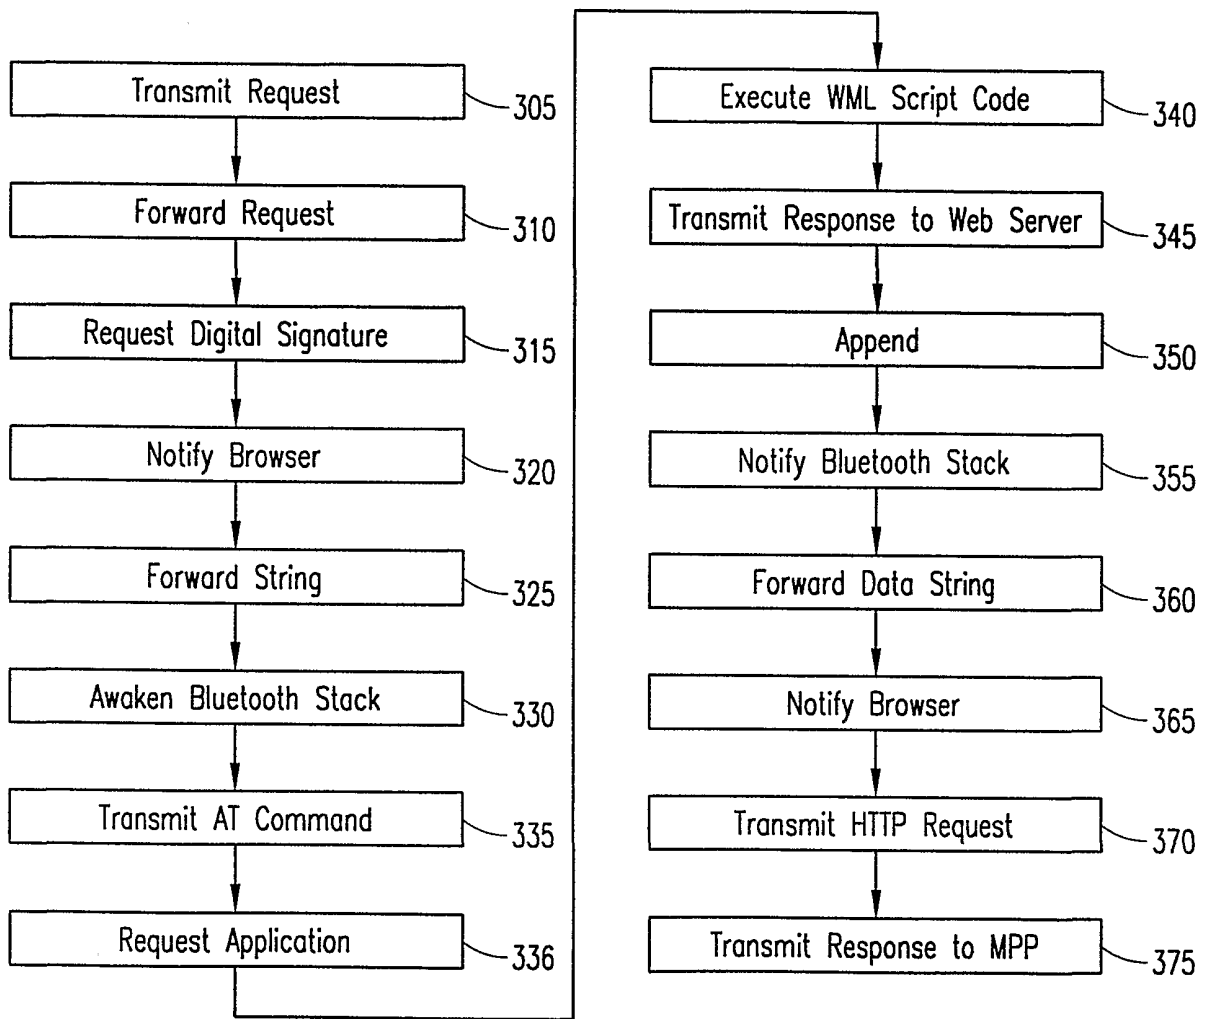 Transmit Request
305
Forward Request
310
Request Digital Signature
315
Notify Browser
320
Forward String
325
Awaken Bluetooth Stack
330
Transmit AT Command
335
Request Application
336
Execute WML Script Code
340
Transmit Response to Web Server
345
Append
350
Notify Bluetooth Stack
355
Forward Data String
360
Notify Browser
365
Transmit HTTP Request
370
Transmit Response to MPP
375